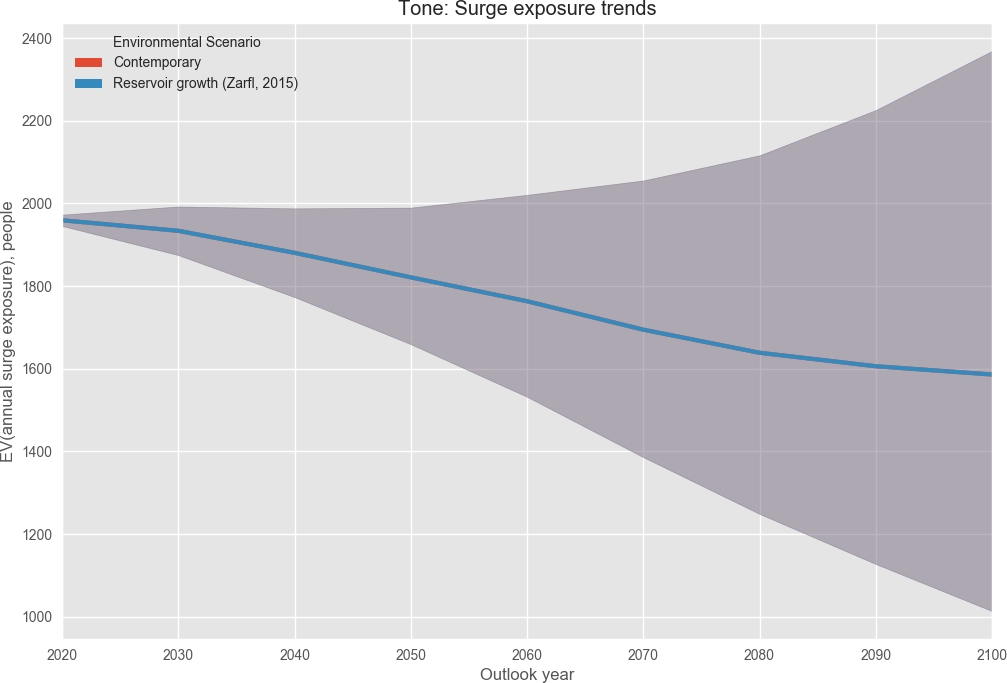 Tone: Surge exposure trends
Environmental Scenario
Contemporary
Reservoir growth (Zarfl, 2015)
EV(annual surge exposure), people
2400
2200
2000
1800
1600
1400
1200
1000
2020 2030 2040 2050 2060 2070 2080 2090 2100
Outlook year